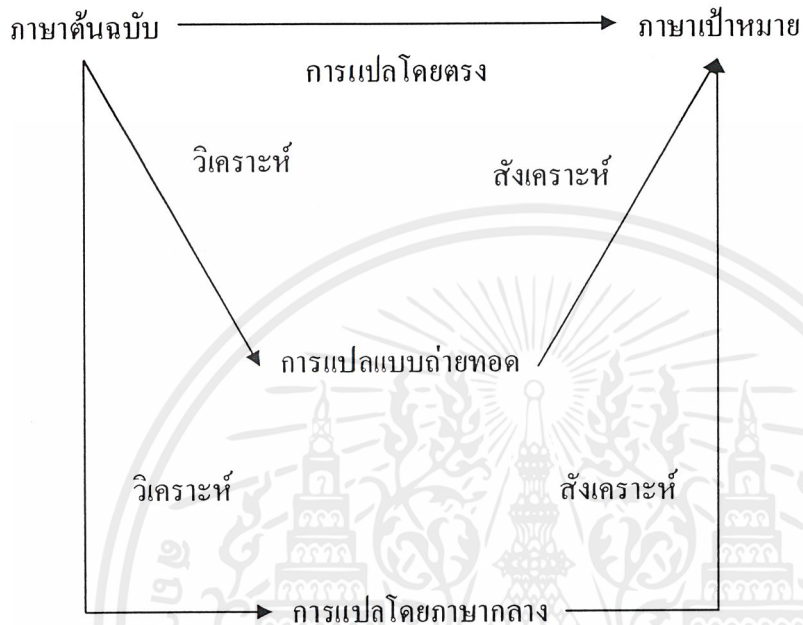 ภาษาต้นฉบับ ภาษาเป้าหมาย
การแปลโดยตรง
วิเคราะห์ สังเคราะห์
การแปลแบบถ่ายทอด
วิเคราะห์ สังเคราะห์
การแปลโดยภาษากลาง